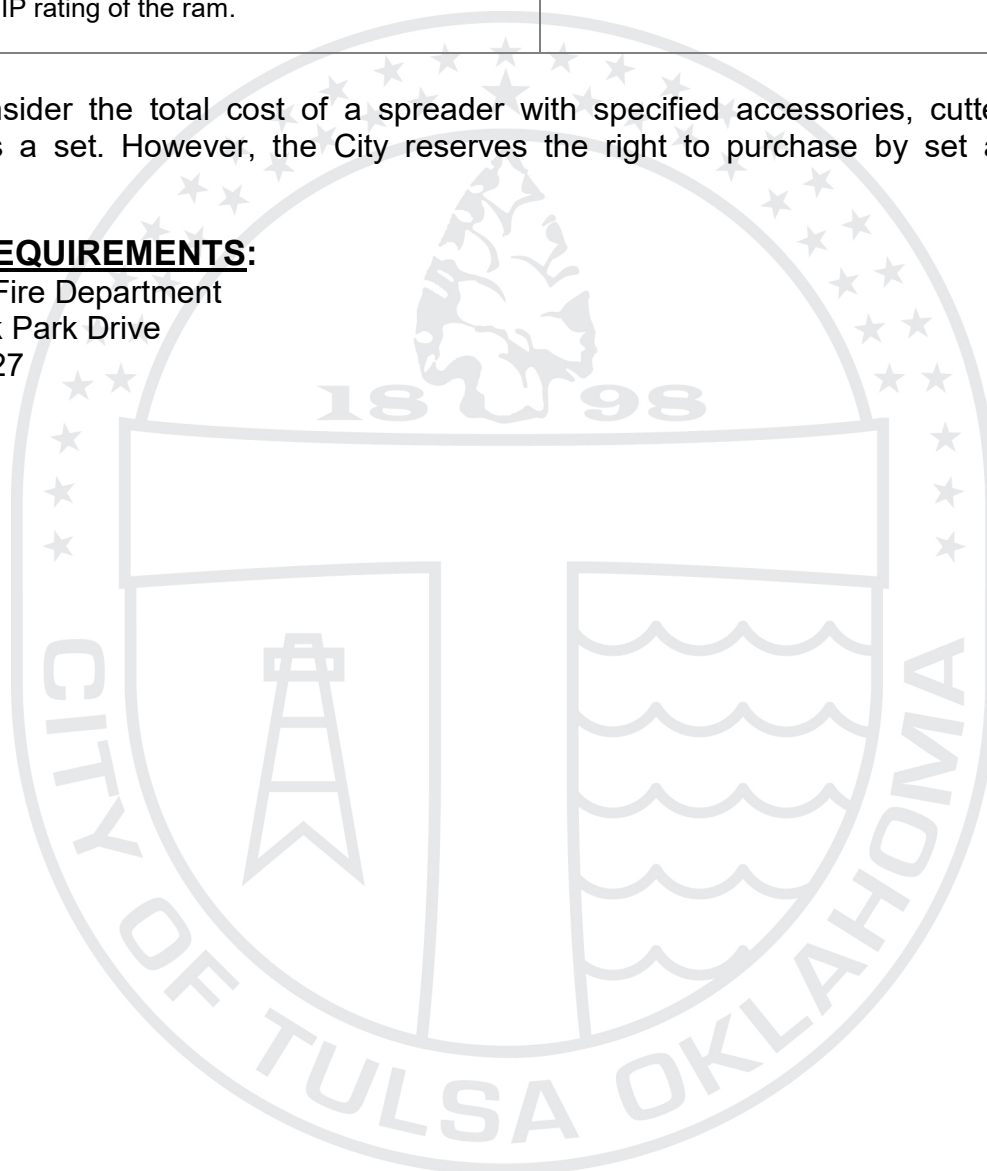 IP rating of the ram.
nsider the total cost of a spreader with specified accessories, cutte
s a set. However, the City reserves the right to purchase by set a
EQUIREMENTS:
Fire Department
k Park Drive
27
18 98
CITY OF TULSA OKLAHOMA